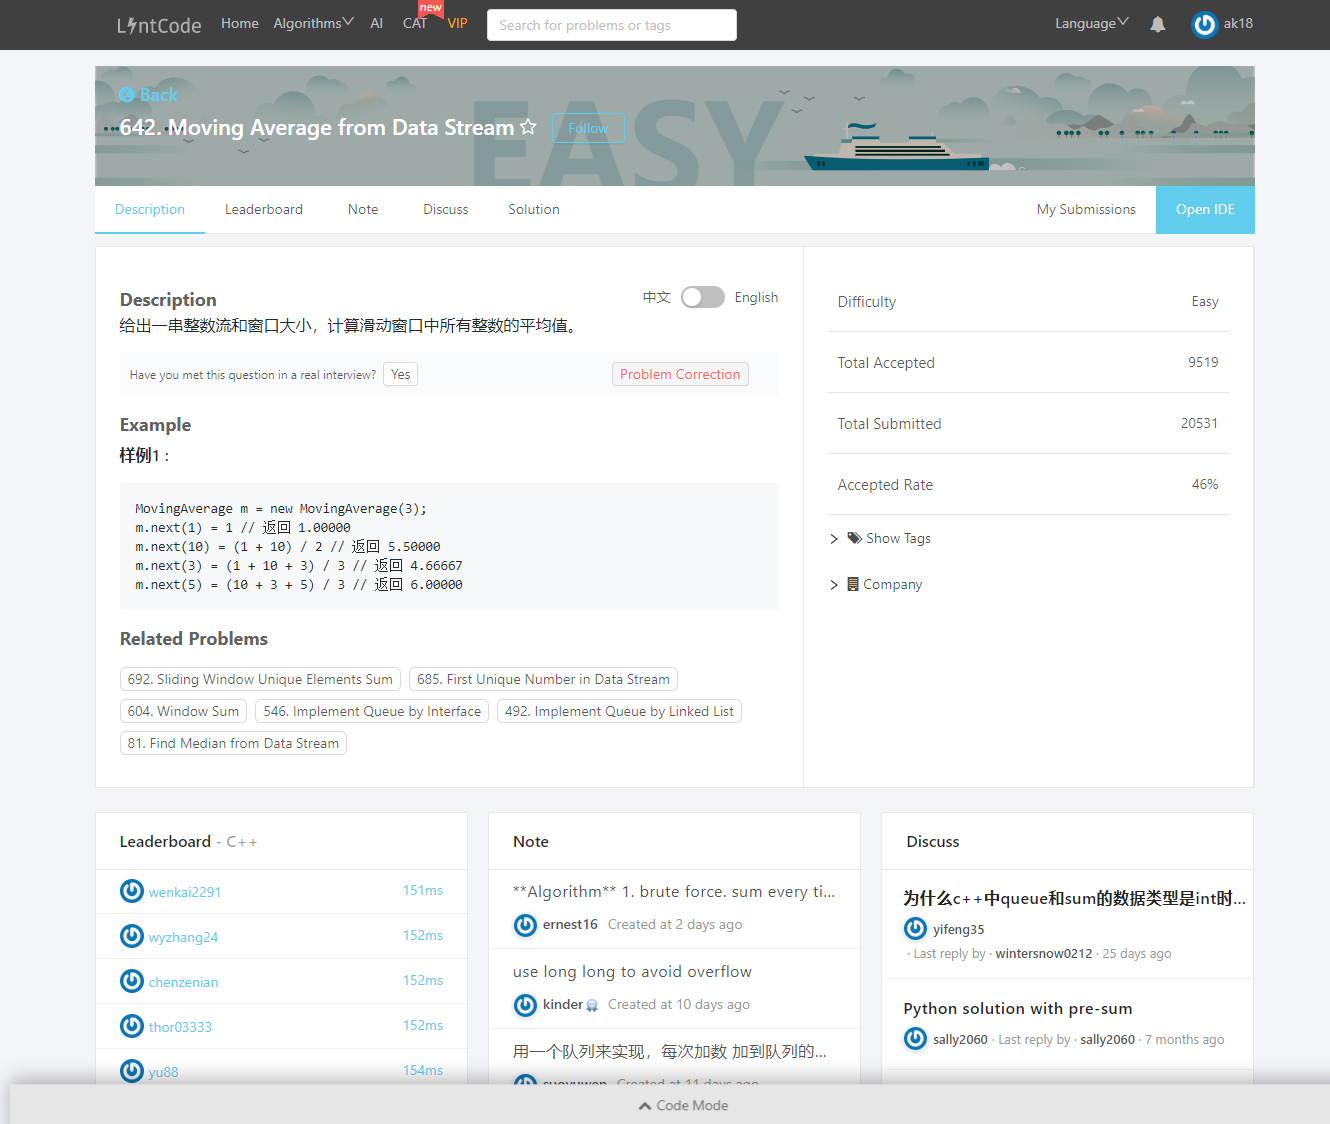 LintCode Home Algorithms AI CAT new VIP Search for problems or tags Language ak18
Back
EASY
642. Moving Average from Data Stream Follow
Description Leaderboard Note Discuss Solution My Submissions Open IDE
Description 中文 English
给出一串整数流和窗口大小，计算滑动窗口中所有整数的平均值。
Have you met this question in a real interview? Yes Problem Correction
Example
样例1 :
MovingAverage m = new MovingAverage(3);
m.next(1) = 1 // 返回 1.00000
m.next(10) = (1 + 10) / 2 // 返回 5.50000
m.next(3) = (1 + 10 + 3) / 3 // 返回 4.66667
m.next(5) = (10 + 3 + 5) / 3 // 返回 6.00000
Related Problems
692. Sliding Window Unique Elements Sum 685. First Unique Number in Data Stream
604. Window Sum 546. Implement Queue by Interface 492. Implement Queue by Linked List
81. Find Median from Data Stream
Difficulty Easy
Total Accepted 9519
Total Submitted 20531
Accepted Rate 46%
Show Tags
Company
Leaderboard - C++
wenkai2291 151ms
wyzhang24 152ms
chenzenian 152ms
thor03333 152ms
yu88 154ms
Note
**Algorithm** 1. brute force. sum every ti...
ernest16 Created at 2 days ago
use long long to avoid overflow
kinder Created at 10 days ago
用一个队列来实现，每次加数 加到队列的...
suoyuwen Created at 11 days ago
Discuss
为什么c++中queue和sum的数据类型是int时...
yifeng35
· Last reply by · wintersnow0212 · 25 days ago
Python solution with pre-sum
sally2060 · Last reply by · sally2060 · 7 months ago
Code Mode